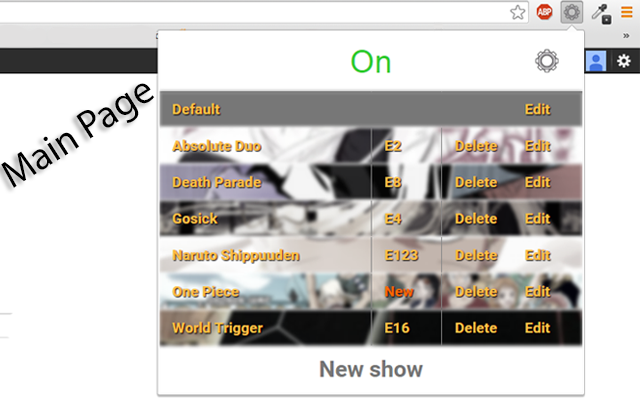 ABP
»
On
Main Page
Default Edit
Absolute Duo E2 Delete Edit
Death Parade E8 Delete Edit
Gosick E4 Delete Edit
Naruto Shippuuden E123 Delete Edit
One Piece New Delete Edit
World Trigger E16 Delete Edit
New show